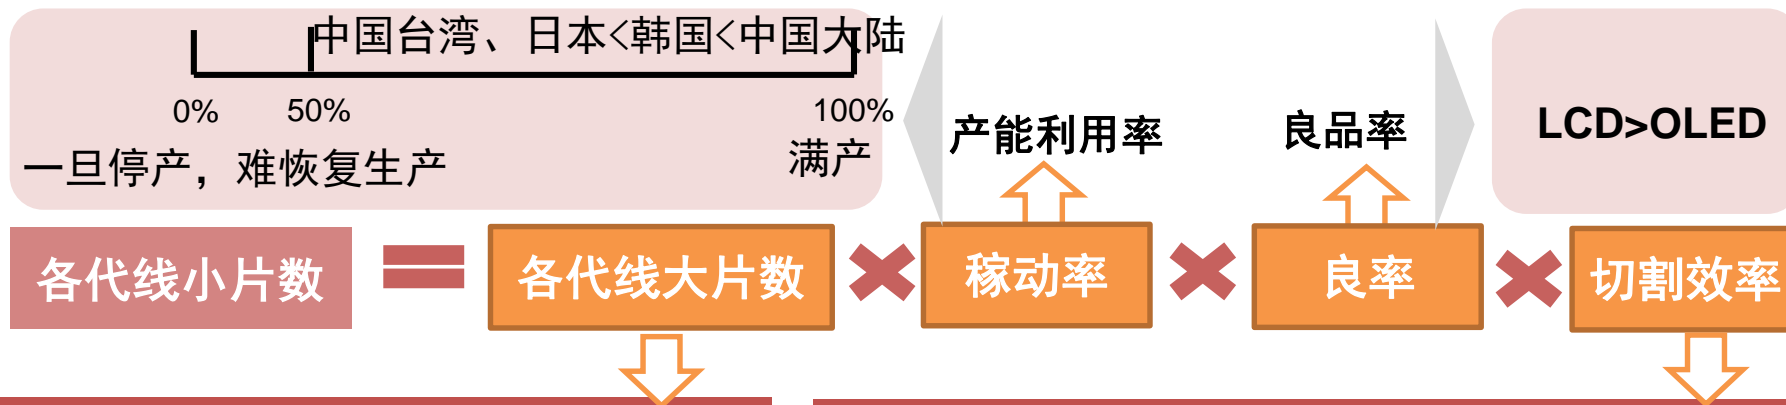 中国台湾、日本<韩国<中国大陆
0% 50% 100%
一旦停产，难恢复生产 满产
产能利用率 良品率
LCD>OLED
各代线小片数 = 各代线大片数 × 稼动率 × 良率 × 切割效率